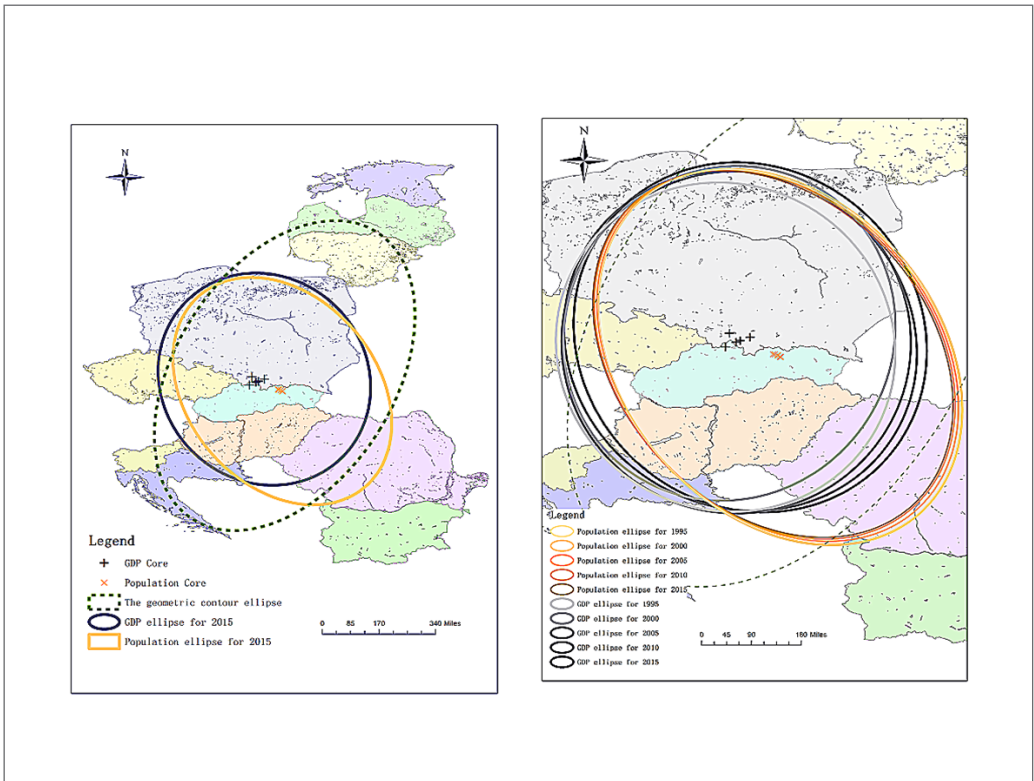 N
Legend
GDP Core
Population Core
The geometric contour ellipse
GDP ellipse for 2015
Population ellipse for 2015
0 85 170 340 Miles
N
Legend
Population ellipse for 1995
Population ellipse for 2000
Population ellipse for 2005
Population ellipse for 2010
Population ellipse for 2015
GDP ellipse for 1995
GDP ellipse for 2000
GDP ellipse for 2005
GDP ellipse for 2010
GDP ellipse for 2015
0 45 90 180 Miles